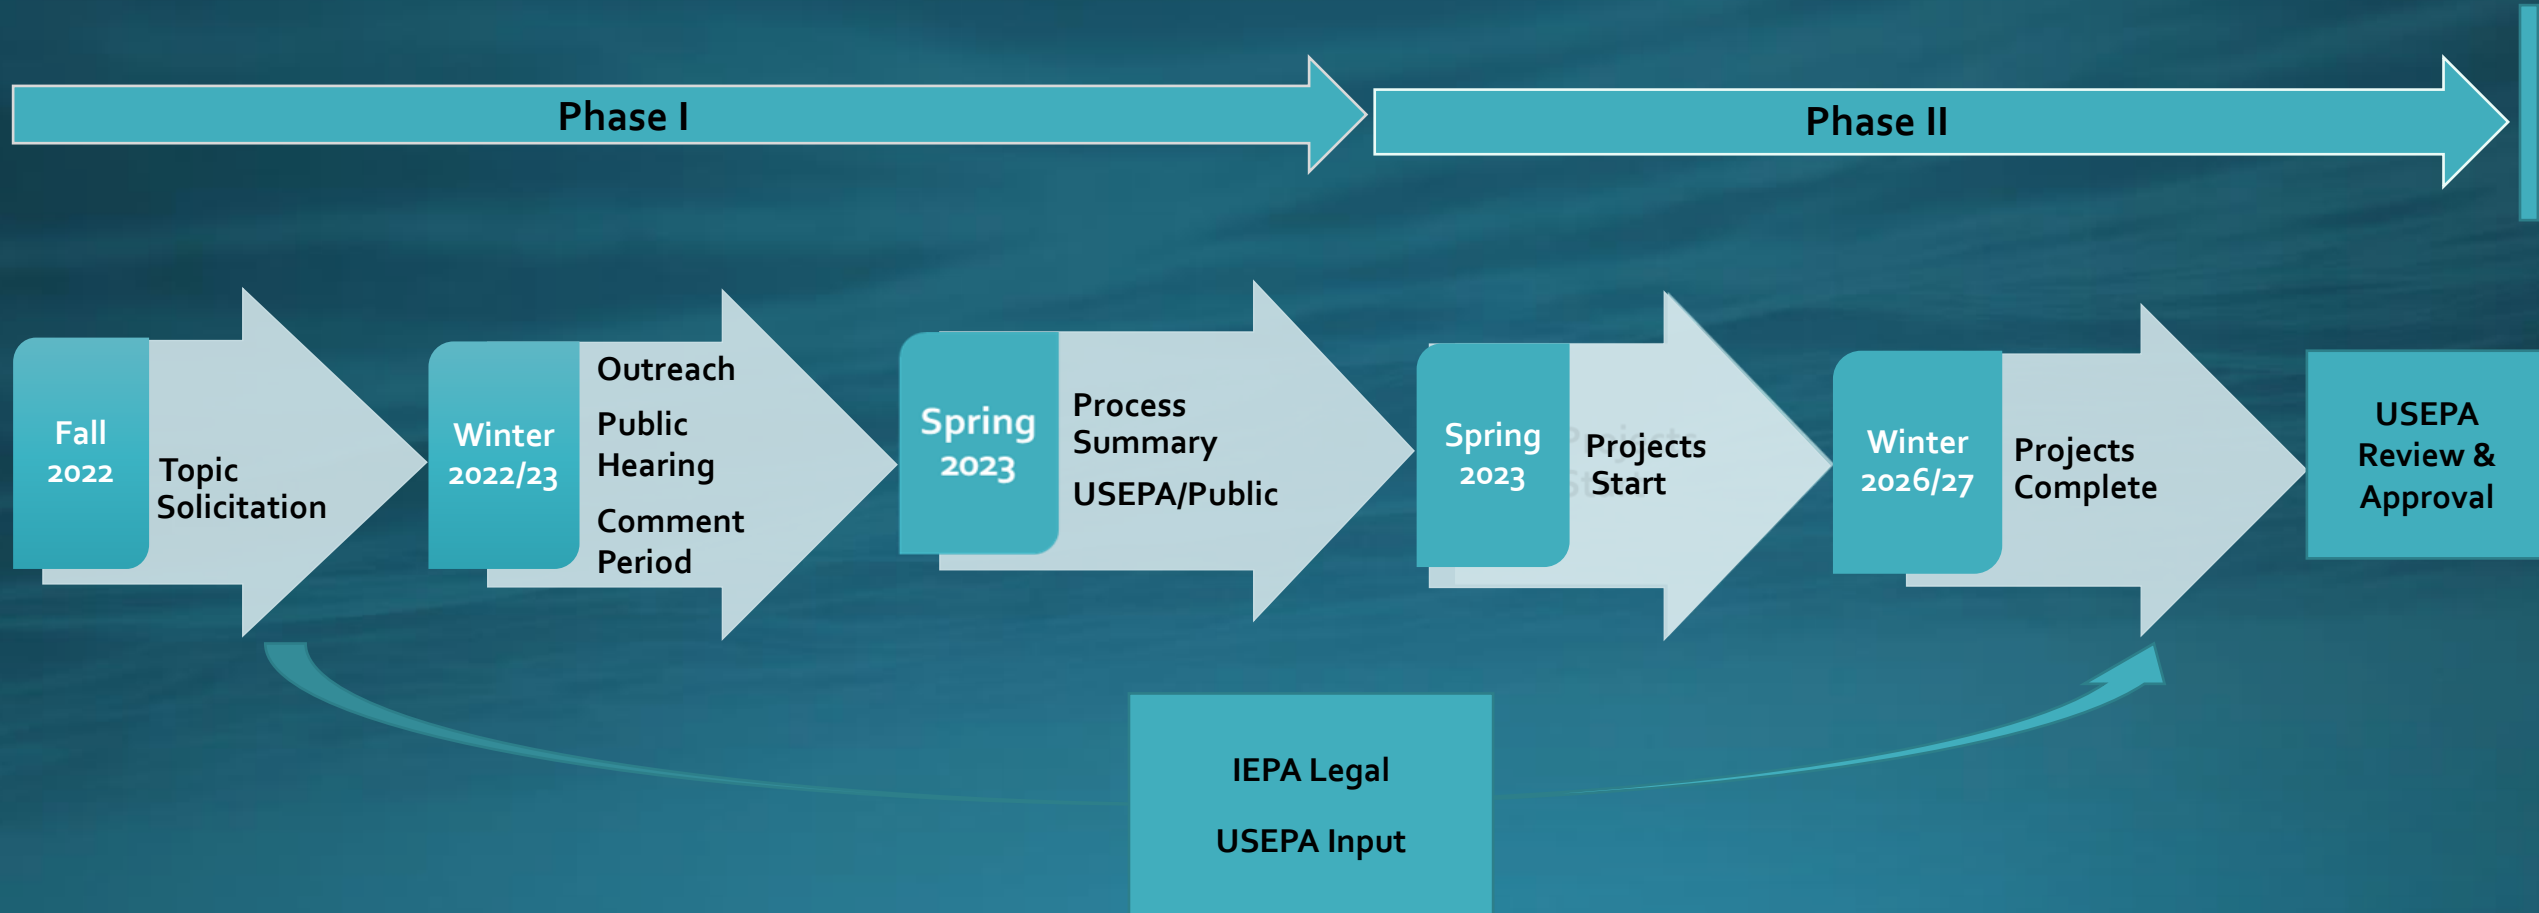 Phase I
Phase II
Fall
2022
Topic
Solicitation
Winter
2022/23
Outreach
Public
Hearing
Comment
Period
Spring
2023
Process
Summary
USEPA/Public
Spring
2023
Projects
Start
Winter
2026/27
Projects
Complete
USEPA
Review &
Approval
IEPA Legal
USEPA Input